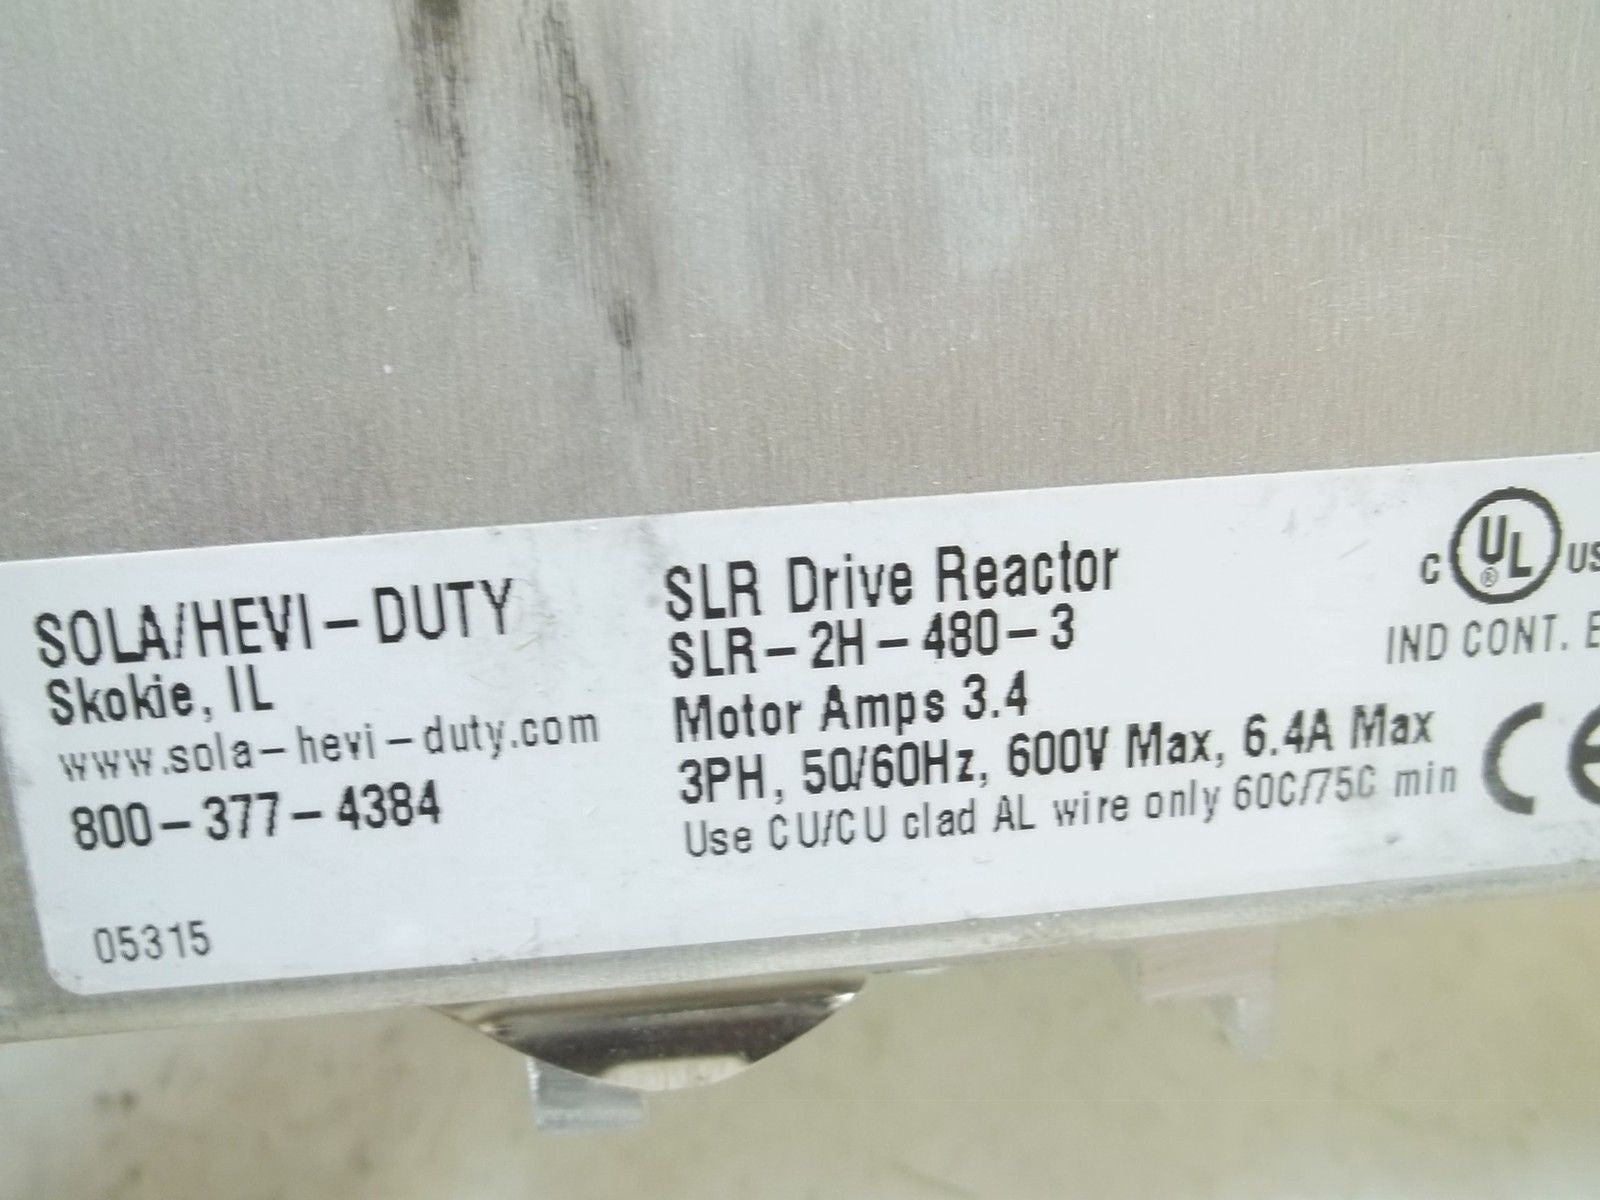 SOLA/HEVI-DUTY
Skokie, IL
www.sola-hevi-duty.com
800-377-4384
05315
SLR Drive Reactor
SLR-2H-480-3
Motor Amps 3.4
3PH, 50/60Hz, 600V Max, 6.4A Max
Use CU/CU clad AL wire only 60C/75C min
C UL® US
IND CONT. E
CE